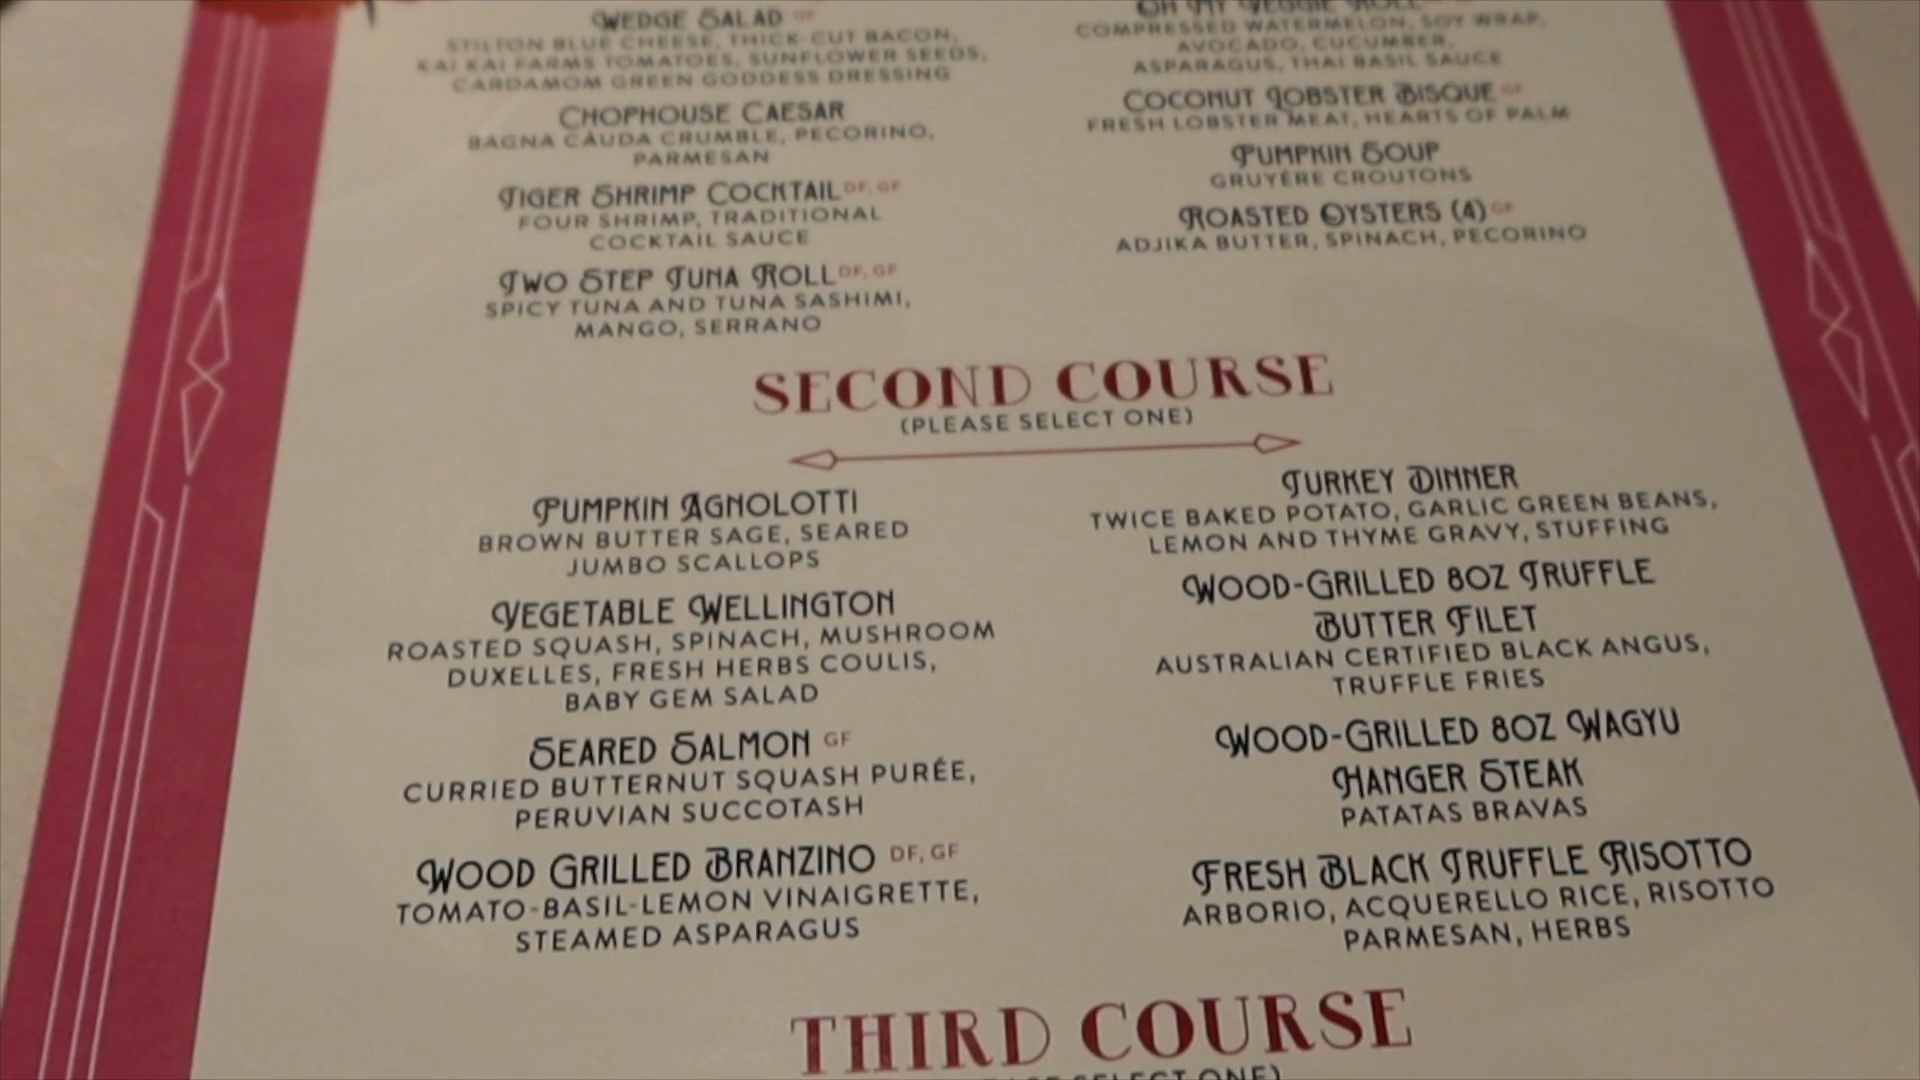 WEDGE SALAD GF
STILTON BLUE CHEESE, THICK-CUT BACON,
KAI KAI FARMS TOMATOES, SUNFLOWER SEEDS,
CARDAMOM GREEN GODDESS DRESSING
CHOPHOUSE CAESAR
BAGNA CÀUDA CRUMBLE, PECORINO,
PARMESAN
TIGER SHRIMP COCKTAIL DF, GF
FOUR SHRIMP, TRADITIONAL
COCKTAIL SAUCE
TWO STEP TUNA ROLL DF, GF
SPICY TUNA AND TUNA SASHIMI,
MANGO, SERRANO
OH MY VEGGIE ROLL
COMPRESSED WATERMELON, SOY WRAP,
AVOCADO, CUCUMBER,
ASPARAGUS, THAI BASIL SAUCE
COCONUT LOBSTER BISQUE GF
FRESH LOBSTER MEAT, HEARTS OF PALM
PUMPKIN SOUP
GRUYÈRE CROUTONS
ROASTED OYSTERS (4) GF
ADJIKA BUTTER, SPINACH, PECORINO
SECOND COURSE
(PLEASE SELECT ONE)
PUMPKIN AGNOLOTTI
BROWN BUTTER SAGE, SEARED
JUMBO SCALLOPS
VEGETABLE WELLINGTON
ROASTED SQUASH, SPINACH, MUSHROOM
DUXELLES, FRESH HERBS COULIS,
BABY GEM SALAD
SEARED SALMON GF
CURRIED BUTTERNUT SQUASH PURÉE,
PERUVIAN SUCCOTASH
WOOD GRILLED BRANZINO DF, GF
TOMATO-BASIL-LEMON VINAIGRETTE,
STEAMED ASPARAGUS
TURKEY DINNER
TWICE BAKED POTATO, GARLIC GREEN BEANS,
LEMON AND THYME GRAVY, STUFFING
WOOD-GRILLED 8OZ TRUFFLE
BUTTER FILET
AUSTRALIAN CERTIFIED BLACK ANGUS,
TRUFFLE FRIES
WOOD-GRILLED 8OZ WAGYU
HANGER STEAK
PATATAS BRAVAS
FRESH BLACK TRUFFLE RISOTTO
ARBORIO, ACQUERELLO RICE, RISOTTO
PARMESAN, HERBS
THIRD COURSE
SELECT ONE)